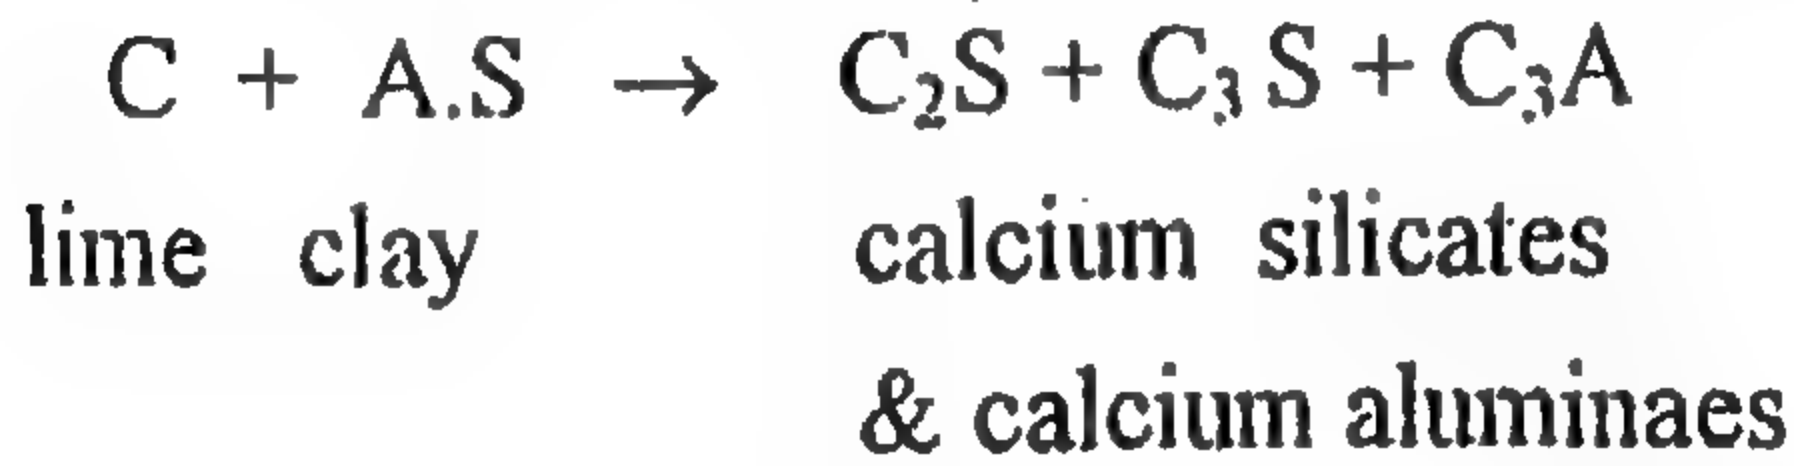 C + A.S → C₂S + C₃S + C₃A
lime clay calcium silicates
& calcium aluminaes